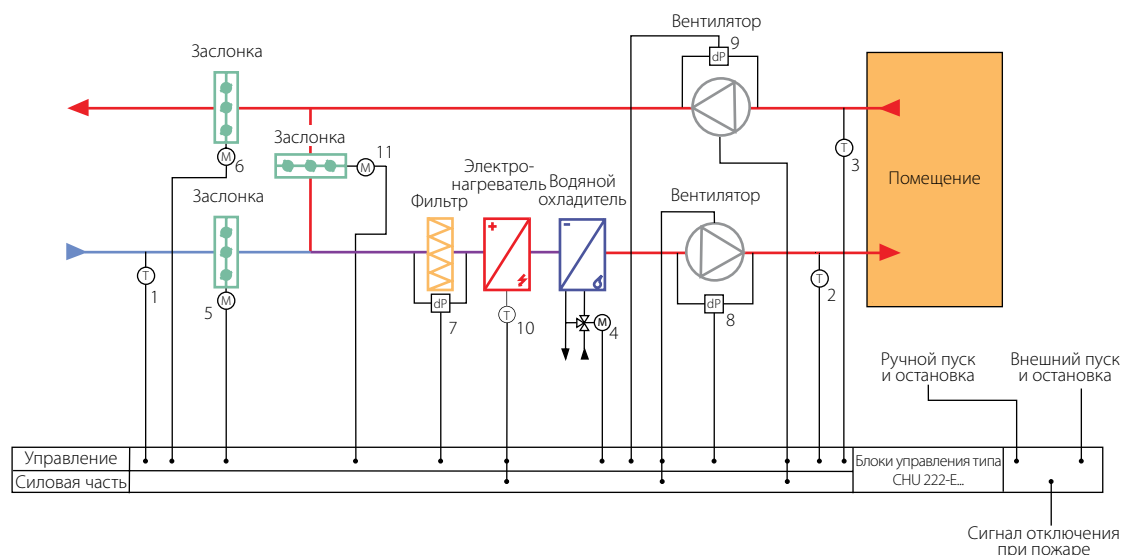 Заслонка
Вентилятор
dP
9
M
6
T
3
Помещение
Заслонка
M
11
Заслонка
Фильтр
Электро-
нагреватель
Водяной
охладитель
Вентилятор
T
1
M
5
dP
7
T
10
M
4
dP
8
T
2
Ручной пуск
и остановка
Внешний пуск
и остановка
Управление
Силовая часть
Блоки управления типа
CHU 222-E...
Сигнал отключения
при пожаре